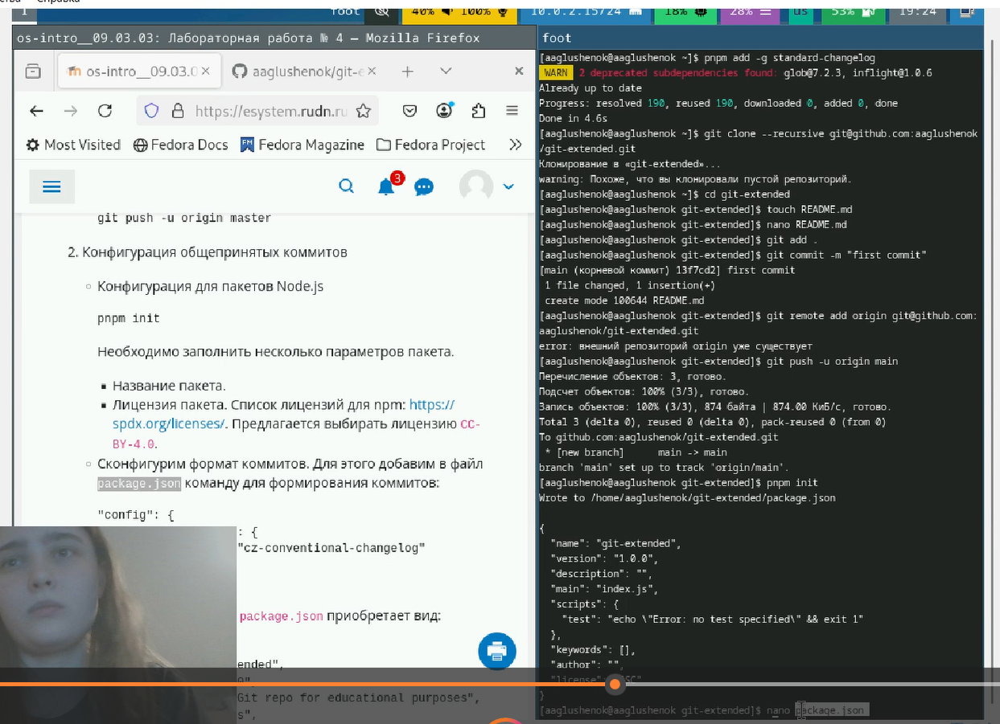 Справка
1
foot
40% 100%
10.0.2.15/24
18%
28%
us
53%
19:24
os-intro__09.03.03: Лабораторная работа № 4 — Mozilla Firefox
os-intro__09.03.0
aaglushenok/git-e
https://esystem.rudn.ru
Most Visited
Fedora Docs
Fedora Magazine
Fedora Project
3
git push -u origin master
2. Конфигурация общепринятых коммитов
Конфигурация для пакетов Node.js
pnpm init
Необходимо заполнить несколько параметров пакета.
Название пакета.
Лицензия пакета. Список лицензий для npm: https://
spdx.org/licenses/. Предлагается выбирать лицензию CC-
BY-4.0.
Сконфигурим формат коммитов. Для этого добавим в файл
package.json команду для формирования коммитов:
"config": {
: {
"cz-conventional-changelog"
package.json приобретает вид:
ended",
Git repo for educational purposes",
s",
foot
[aaglushenok@aaglushenok ~]$ pnpm add -g standard-changelog
WARN 2 deprecated subdependencies found: glob@7.2.3, inflight@1.0.6
Already up to date
Progress: resolved 190, reused 190, downloaded 0, added 0, done
Done in 4.6s
[aaglushenok@aaglushenok ~]$ git clone --recursive git@github.com:aaglushenok
/git-extended.git
Клонирование в «git-extended»...
warning: Похоже, что вы клонировали пустой репозиторий.
[aaglushenok@aaglushenok ~]$ cd git-extended
[aaglushenok@aaglushenok git-extended]$ touch README.md
[aaglushenok@aaglushenok git-extended]$ nano README.md
[aaglushenok@aaglushenok git-extended]$ git add .
[aaglushenok@aaglushenok git-extended]$ git commit -m "first commit"
[main (корневой коммит) 13f7cd2] first commit
1 file changed, 1 insertion(+)
create mode 100644 README.md
[aaglushenok@aaglushenok git-extended]$ git remote add origin git@github.com:
aaglushenok/git-extended.git
error: внешний репозиторий origin уже существует
[aaglushenok@aaglushenok git-extended]$ git push -u origin main
Перечисление объектов: 3, готово.
Подсчет объектов: 100% (3/3), готово.
Запись объектов: 100% (3/3), 874 байта | 874.00 КиБ/с, готово.
Total 3 (delta 0), reused 0 (delta 0), pack-reused 0 (from 0)
To github.com:aaglushenok/git-extended.git
* [new branch] main -> main
branch 'main' set up to track 'origin/main'.
[aaglushenok@aaglushenok git-extended]$ pnpm init
Wrote to /home/aaglushenok/git-extended/package.json
{
"name": "git-extended",
"version": "1.0.0",
"description": "",
"main": "index.js",
"scripts": {
"test": "echo \"Error: no test specified\" && exit 1"
},
"keywords": [],
"author": "",
"license":
}
[aaglushenok@aaglushenok git-extended]$ nano package.json